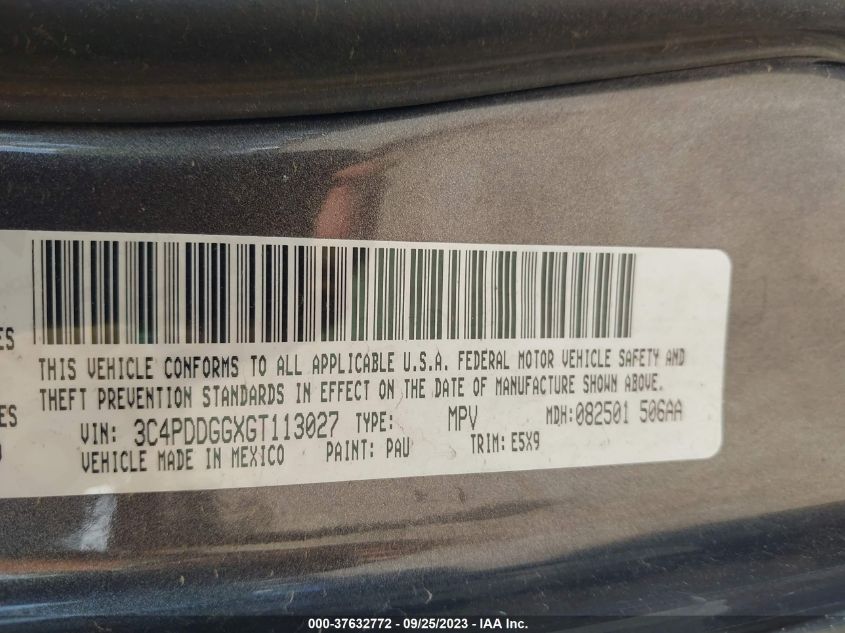 ES
THIS VEHICLE CONFORMS TO ALL APPLICABLE U.S.A. FEDERAL MOTOR VEHICLE SAFETY AND
THEFT PREVENTION STANDARDS IN EFFECT ON THE DATE OF MANUFACTURE SHOWN ABOVE.
ES
VIN: 3C4PDDGGXGT113027 TYPE: MPV MDH: 082501 506AA
VEHICLE MADE IN MEXICO PAINT: PAU TRIM: E5X9
000-37632772 - 09/25/2023 - IAA Inc.